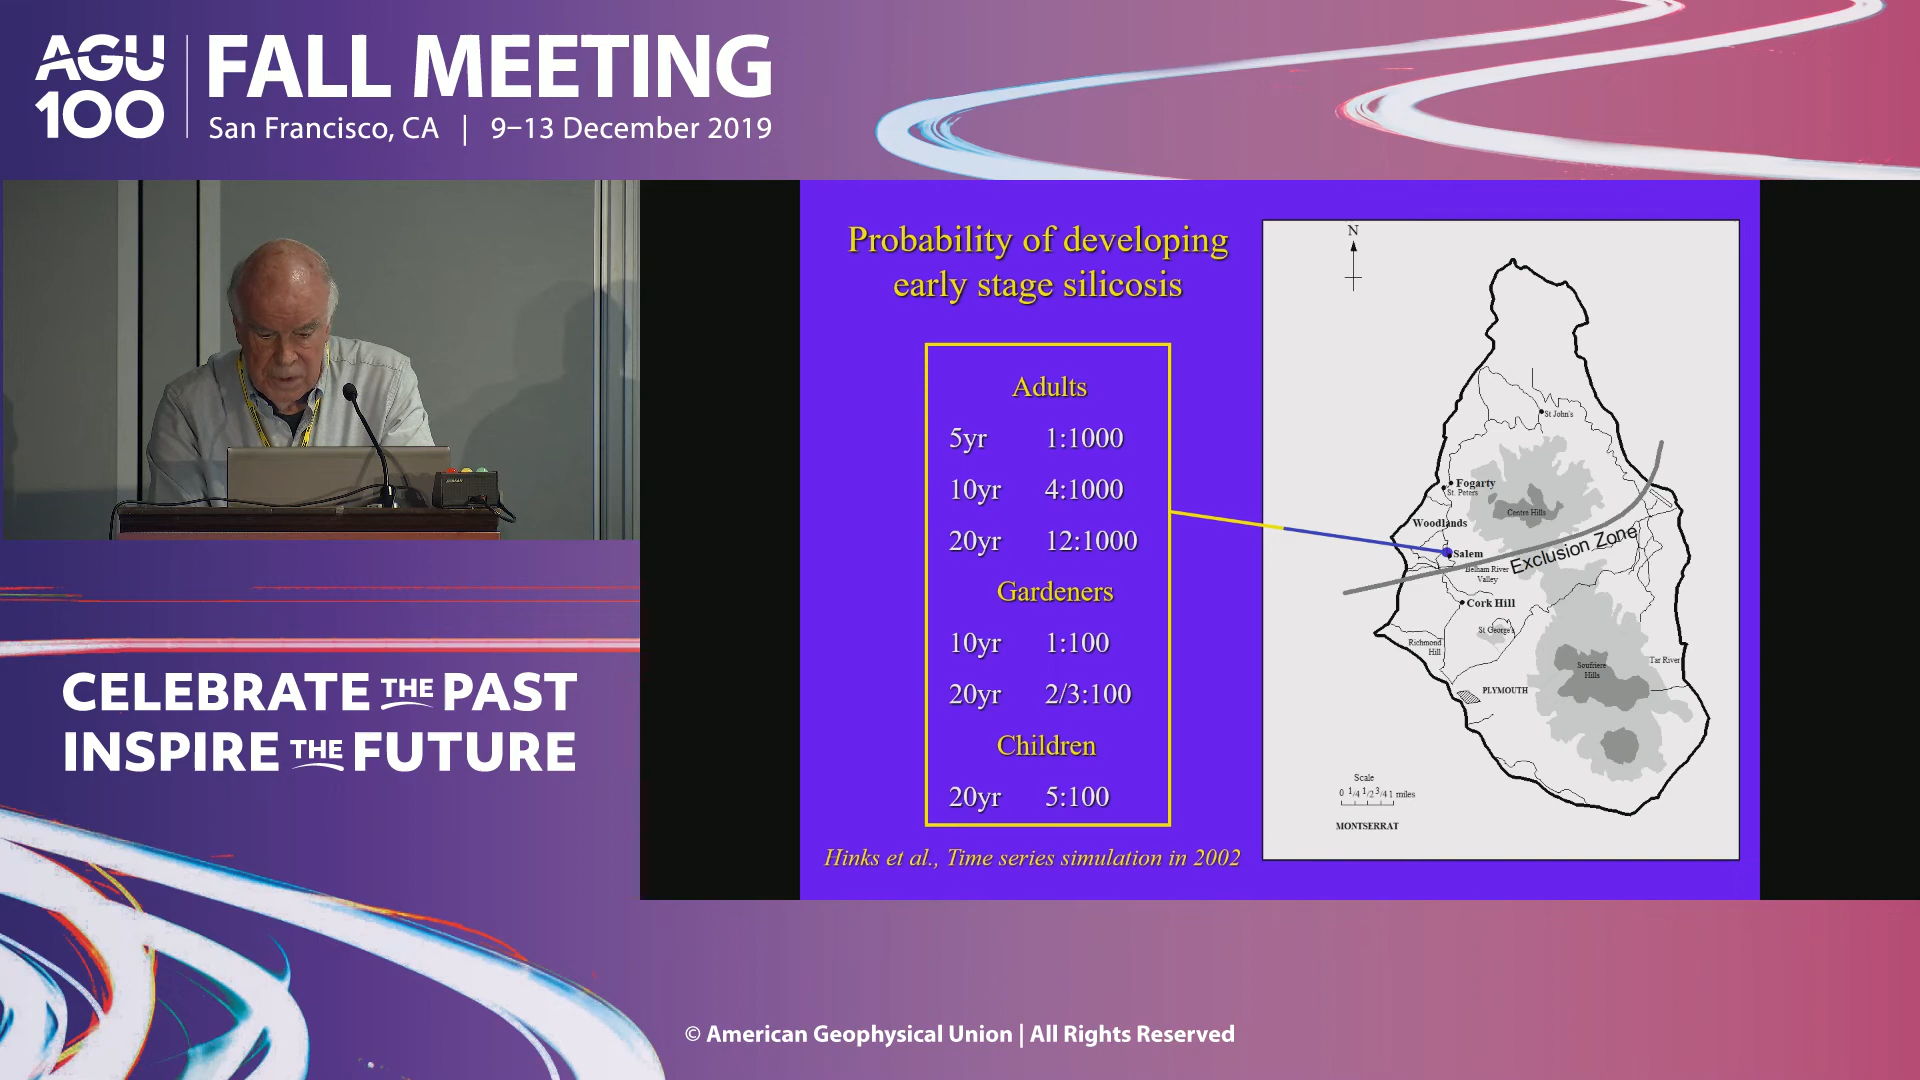 AGU
100
FALL MEETING
San Francisco, CA | 9–13 December 2019
Probability of developing
early stage silicosis
Adults
5yr 1:1000
10yr 4:1000
20yr 12:1000
Gardeners
10yr 1:100
20yr 2/3:100
Children
20yr 5:100
Hinks et al., Time series simulation in 2002
N
St John's
Fogarty
St. Peters
Centre Hills
Woodlands
Salem
Exclusion Zone
Belham River
Valley
Cork Hill
St George's
Richmond
Hill
Soufriere
Hills
Tar River
PLYMOUTH
Scale
0 1/4 1/2 3/4 1 miles
MONTSERRAT
CELEBRATE THE PAST
INSPIRE THE FUTURE
© American Geophysical Union | All Rights Reserved